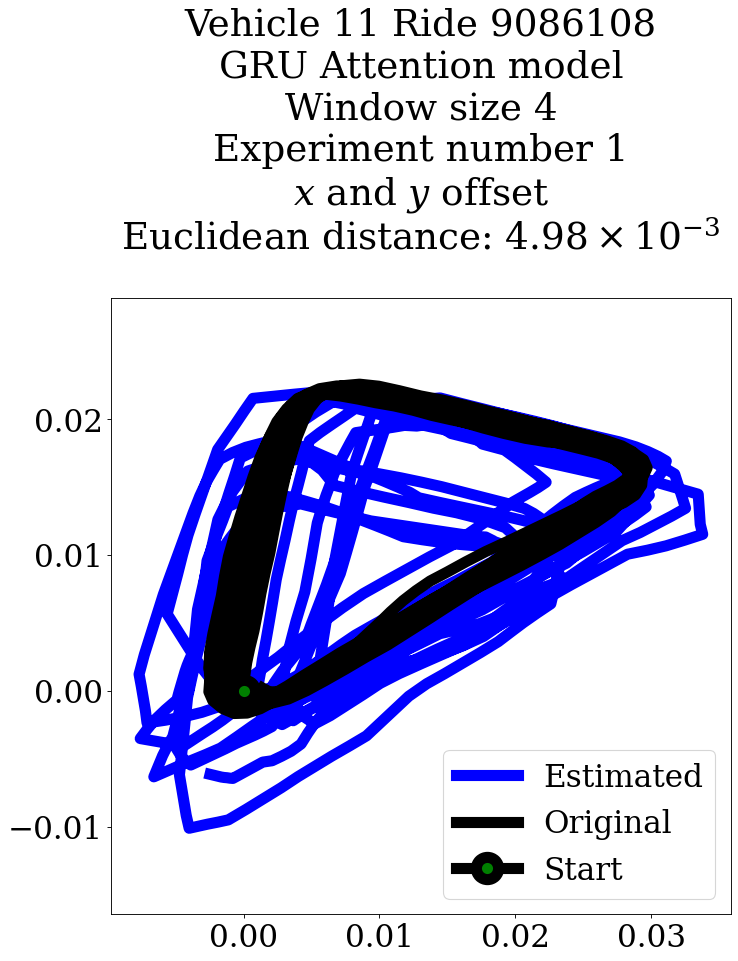 Vehicle 11 Ride 9086108
GRU Attention model
Window size 4
Experiment number 1
x and y offset
Euclidean distance: 4.98 × 10⁻³
0.02
0.01
0.00
−0.01
Estimated
Original
Start
0.00 0.01 0.02 0.03